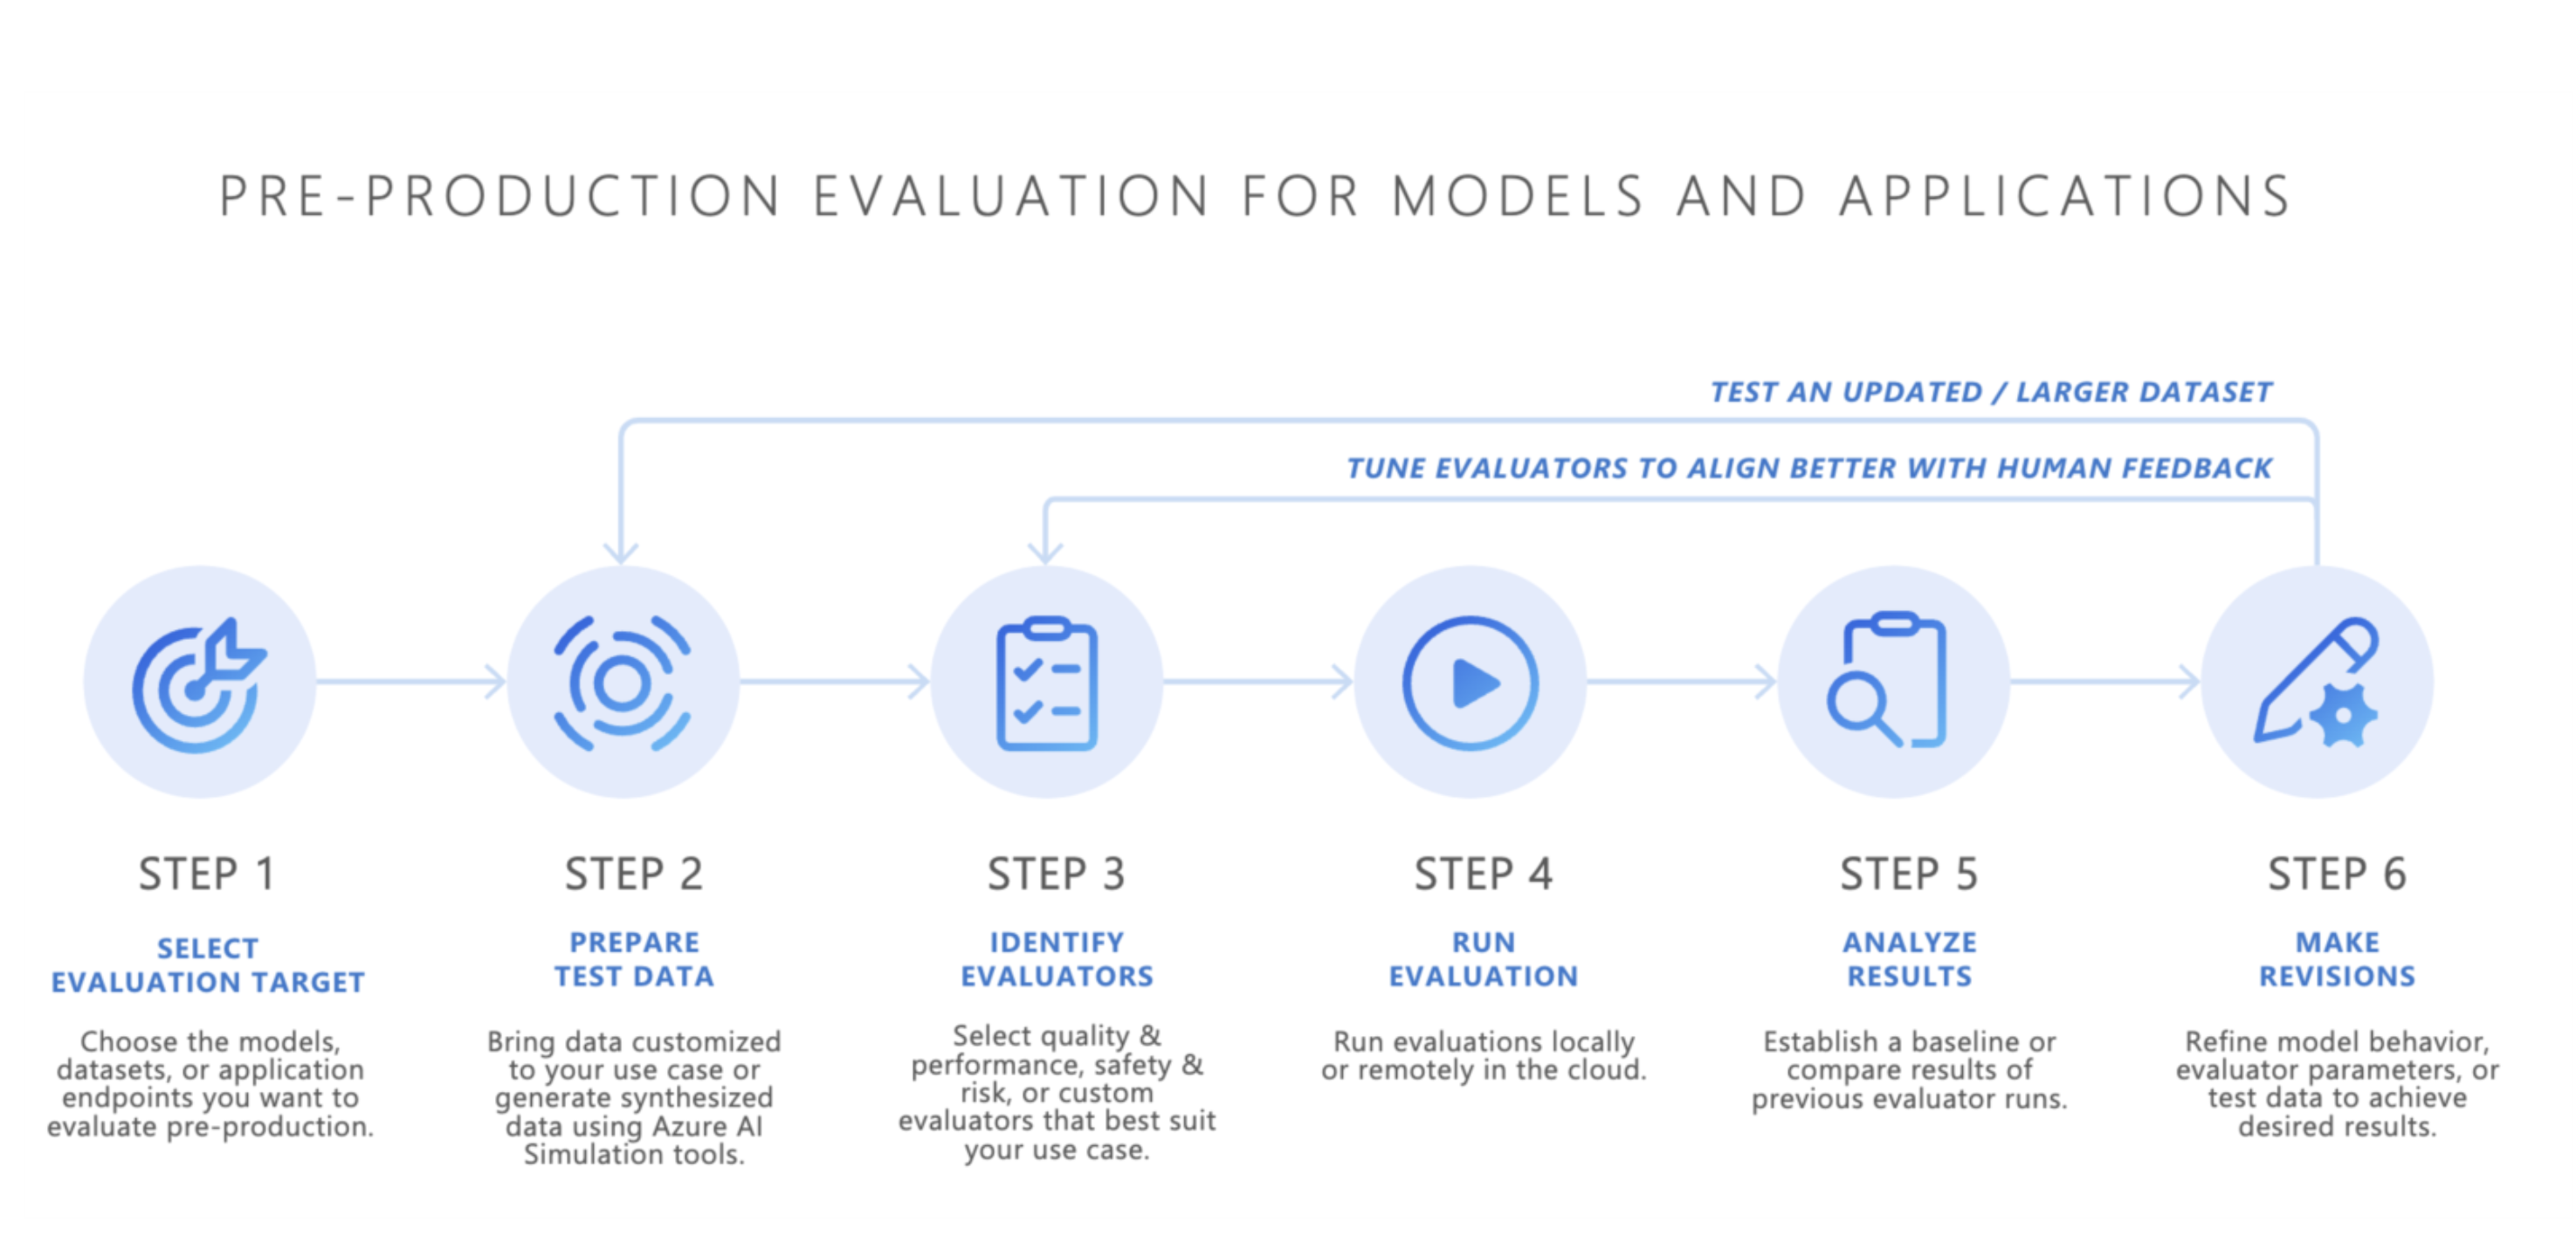 PRE-PRODUCTION EVALUATION FOR MODELS AND APPLICATIONS
TEST AN UPDATED / LARGER DATASET
TUNE EVALUATORS TO ALIGN BETTER WITH HUMAN FEEDBACK
STEP 1
SELECT
EVALUATION TARGET
Choose the models,
datasets, or application
endpoints you want to
evaluate pre-production.
STEP 2
PREPARE
TEST DATA
Bring data customized
to your use case or
generate synthesized
data using Azure AI
Simulation tools.
STEP 3
IDENTIFY
EVALUATORS
Select quality &
performance, safety &
risk, or custom
evaluators that best suit
your use case.
STEP 4
RUN
EVALUATION
Run evaluations locally
or remotely in the cloud.
STEP 5
ANALYZE
RESULTS
Establish a baseline or
compare results of
previous evaluator runs.
STEP 6
MAKE
REVISIONS
Refine model behavior,
evaluator parameters, or
test data to achieve
desired results.